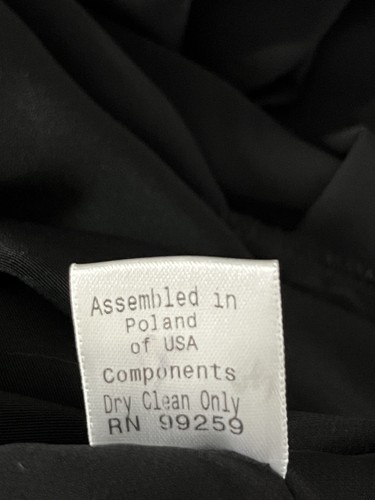 Assembled in
Poland
of USA
Components
Dry Clean Only
RN 99259